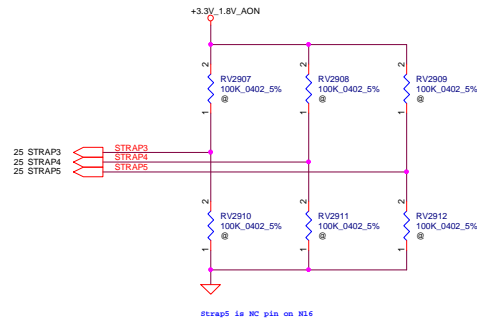 +3.3V_1.8V_AON
2
2
2
RV2907
100K_0402_5%
@
RV2908
100K_0402_5%
@
RV2909
100K_0402_5%
@
1
1
1
25 STRAP3
STRAP3
25 STRAP4
STRAP4
25 STRAP5
STRAP5
2
2
2
RV2910
100K_0402_5%
@
RV2911
100K_0402_5%
@
RV2912
100K_0402_5%
@
1
1
1
Strap5 is NC pin on N16